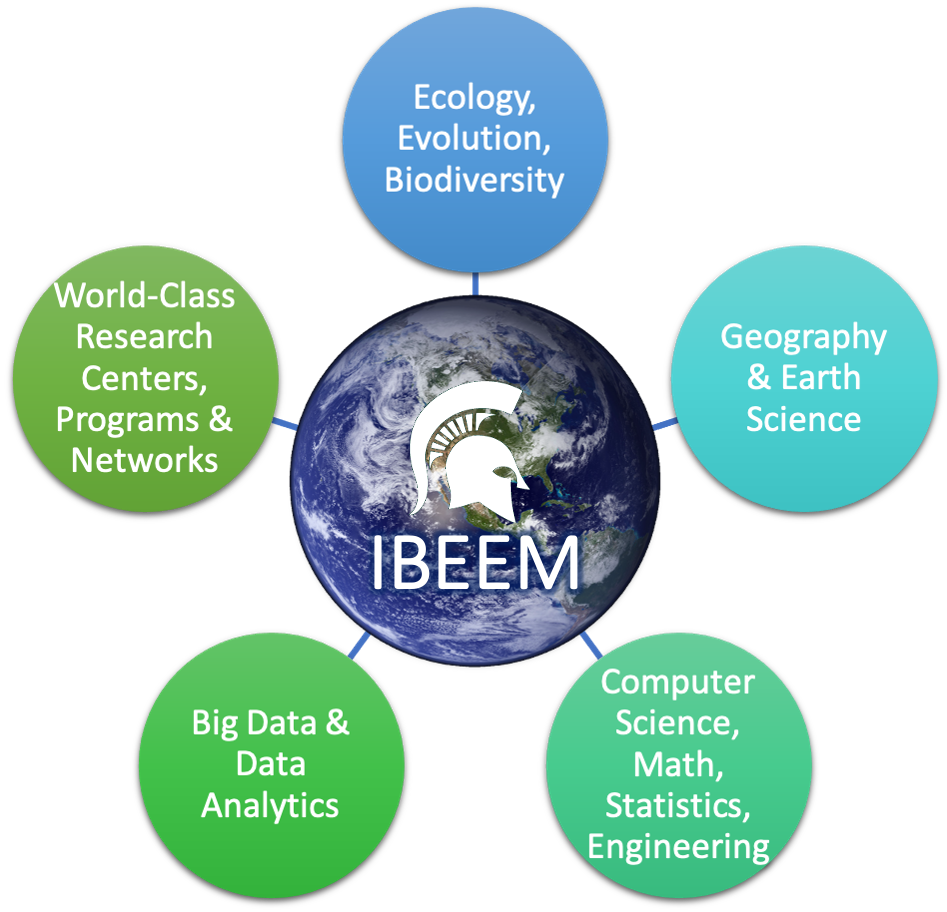 Ecology,
Evolution,
Biodiversity
World-Class
Research
Centers,
Programs &
Networks
Geography
& Earth
Science
IBEEM
Big Data &
Data
Analytics
Computer
Science,
Math,
Statistics,
Engineering